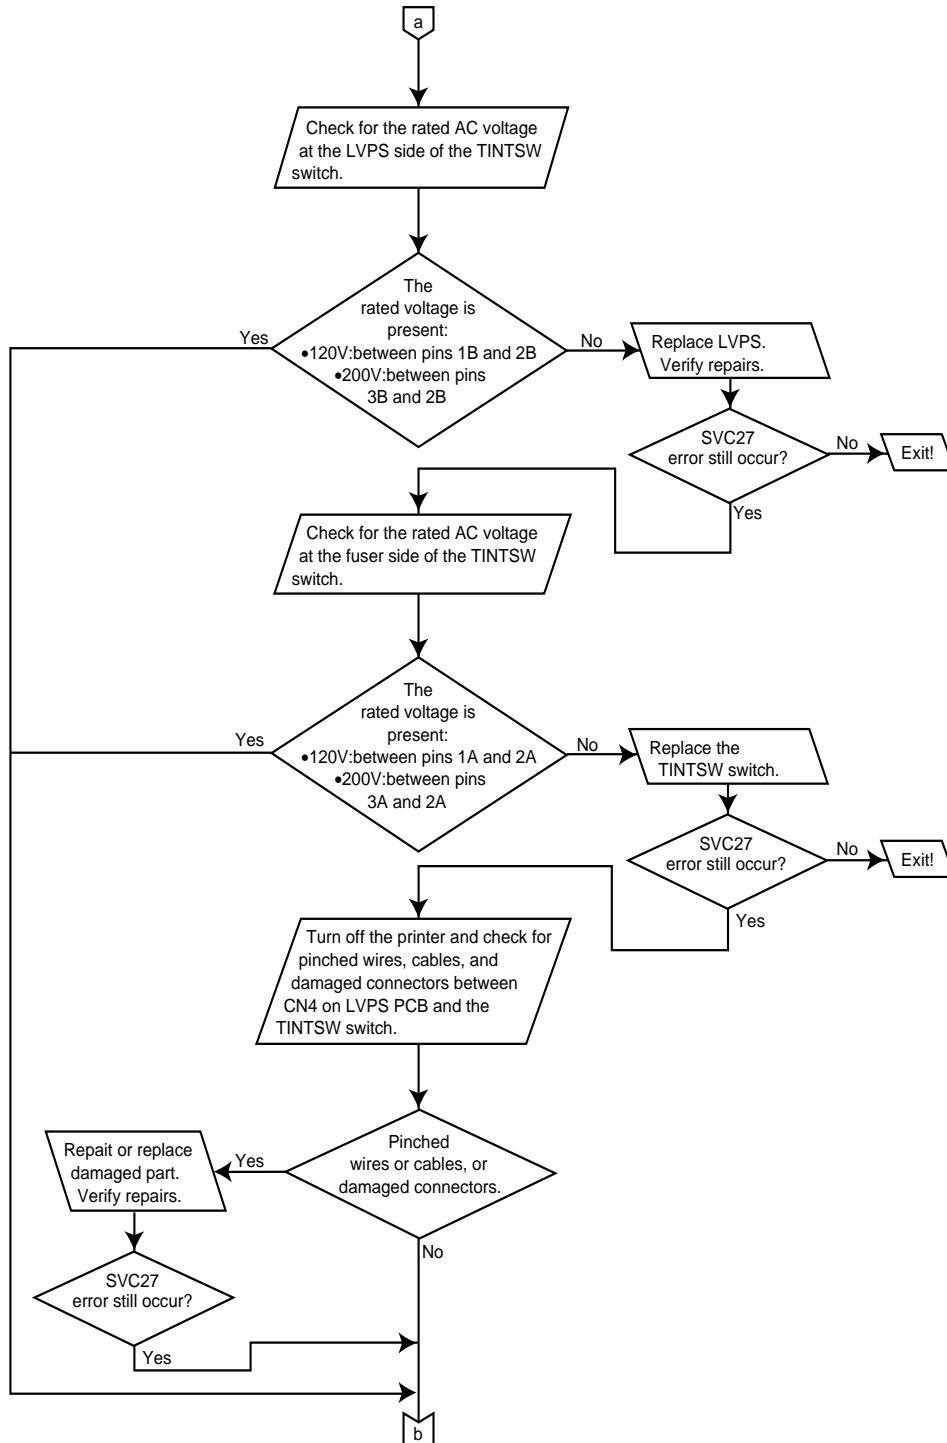 a
Check for the rated AC voltage
at the LVPS side of the TINTSW
switch.
The
rated voltage is
present:
•120V:between pins 1B and 2B
•200V:between pins
3B and 2B
Yes
No
Replace LVPS.
Verify repairs.
SVC27
error still occur?
No
Exit!
Yes
Check for the rated AC voltage
at the fuser side of the TINTSW
switch.
The
rated voltage is
present:
•120V:between pins 1A and 2A
•200V:between pins
3A and 2A
Yes
No
Replace the
TINTSW switch.
SVC27
error still occur?
No
Exit!
Yes
Turn off the printer and check for
pinched wires, cables, and
damaged connectors between
CN4 on LVPS PCB and the
TINTSW switch.
Pinched
wires or cables, or
damaged connectors.
Yes
Repait or replace
damaged part.
Verify repairs.
No
SVC27
error still occur?
Yes
b